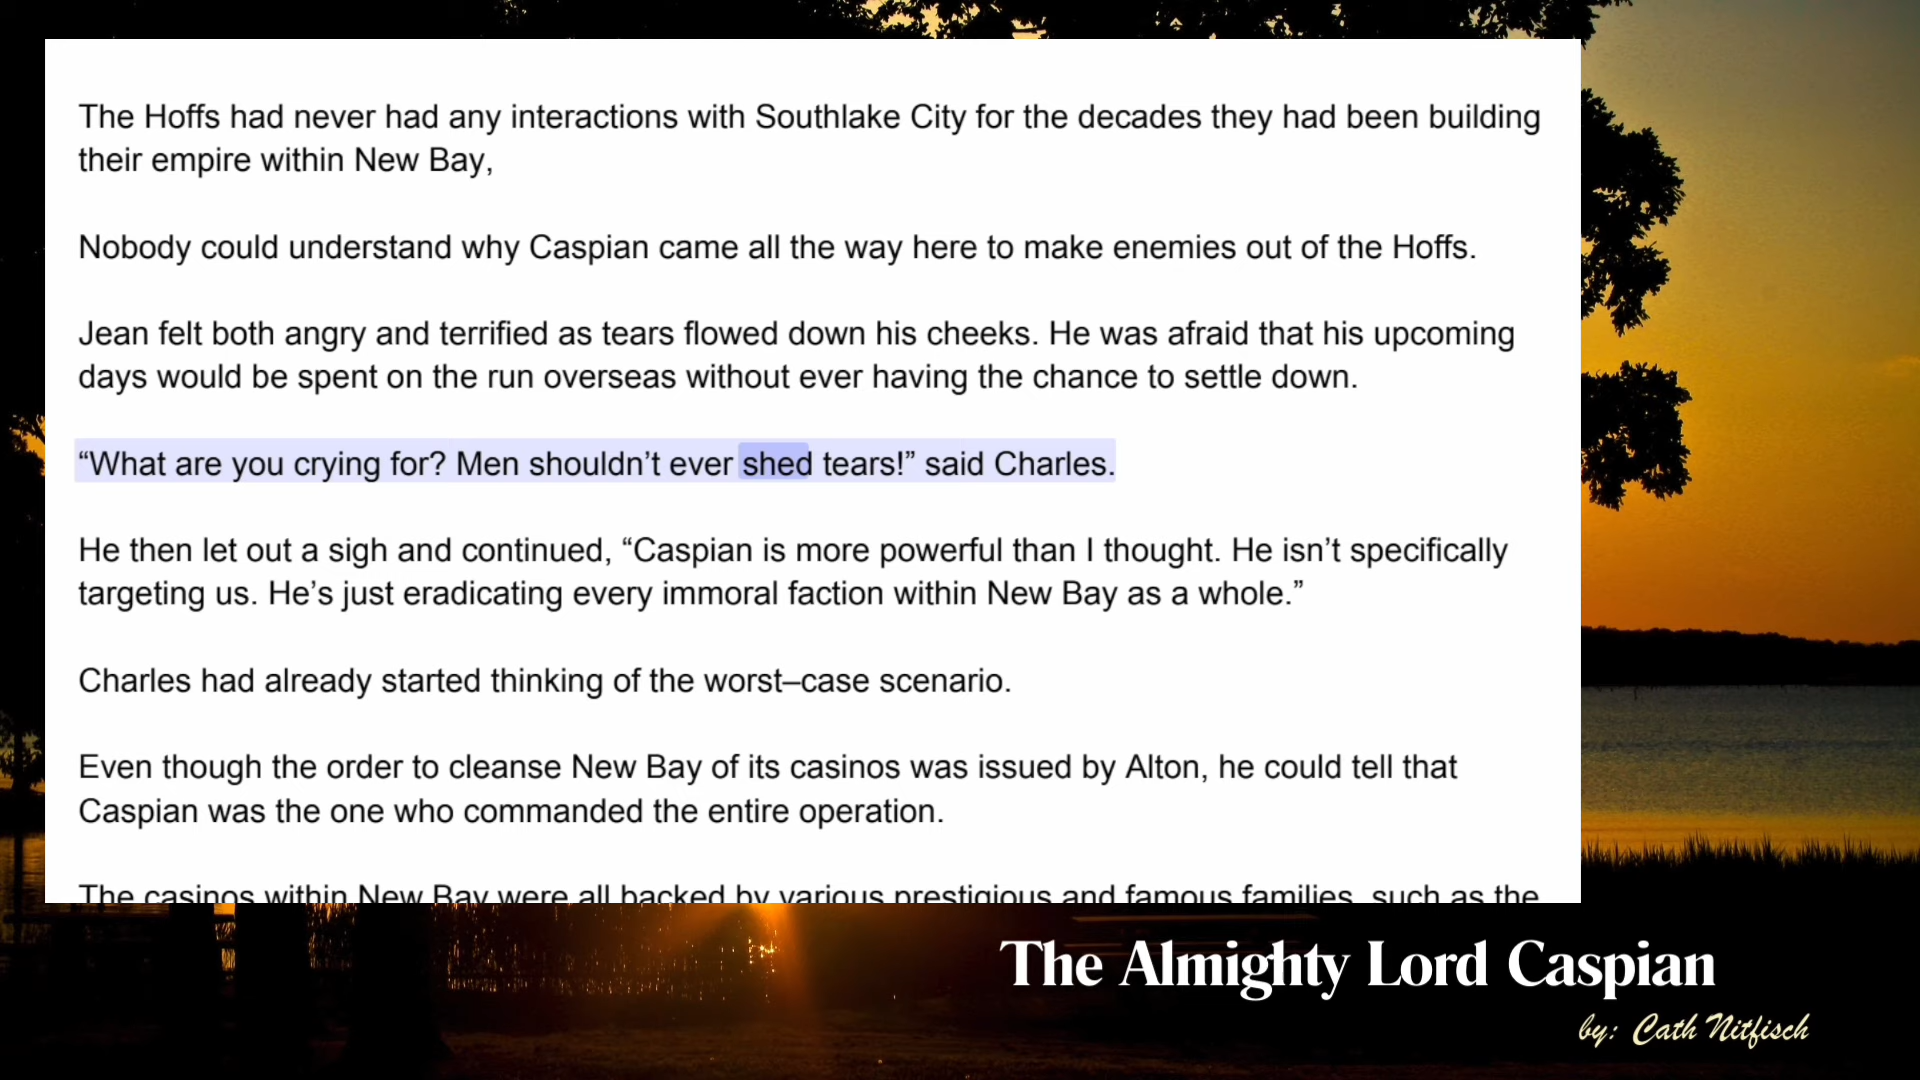 The Hoffs had never had any interactions with Southlake City for the decades they had been building
their empire within New Bay,
Nobody could understand why Caspian came all the way here to make enemies out of the Hoffs.
Jean felt both angry and terrified as tears flowed down his cheeks. He was afraid that his upcoming
days would be spent on the run overseas without ever having the chance to settle down.
“What are you crying for? Men shouldn’t ever shed tears!” said Charles.
He then let out a sigh and continued, “Caspian is more powerful than I thought. He isn’t specifically
targeting us. He’s just eradicating every immoral faction within New Bay as a whole.”
Charles had already started thinking of the worst–case scenario.
Even though the order to cleanse New Bay of its casinos was issued by Alton, he could tell that
Caspian was the one who commanded the entire operation.
The casinos within New Bay were all backed by various prestigious and famous families, such as the
The Almighty Lord Caspian
by: Cath Nitfisch